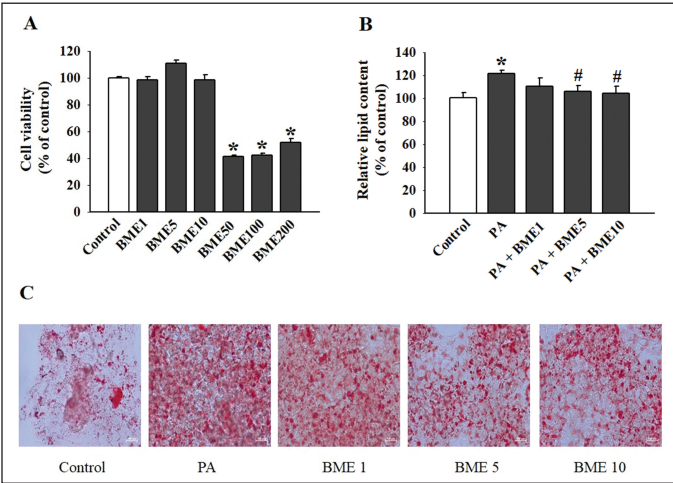 A
Cell viability
(% of control)
120
100
80
60
40
20
0
* * *
Control
BME1
BME5
BME10
BME50
BME100
BME200
B
Relative lipid content
(% of control)
140
120
100
80
60
40
20
0
* # #
Control
PA
PA + BME1
PA + BME5
PA + BME10
C
Control
PA
BME 1
BME 5
BME 10